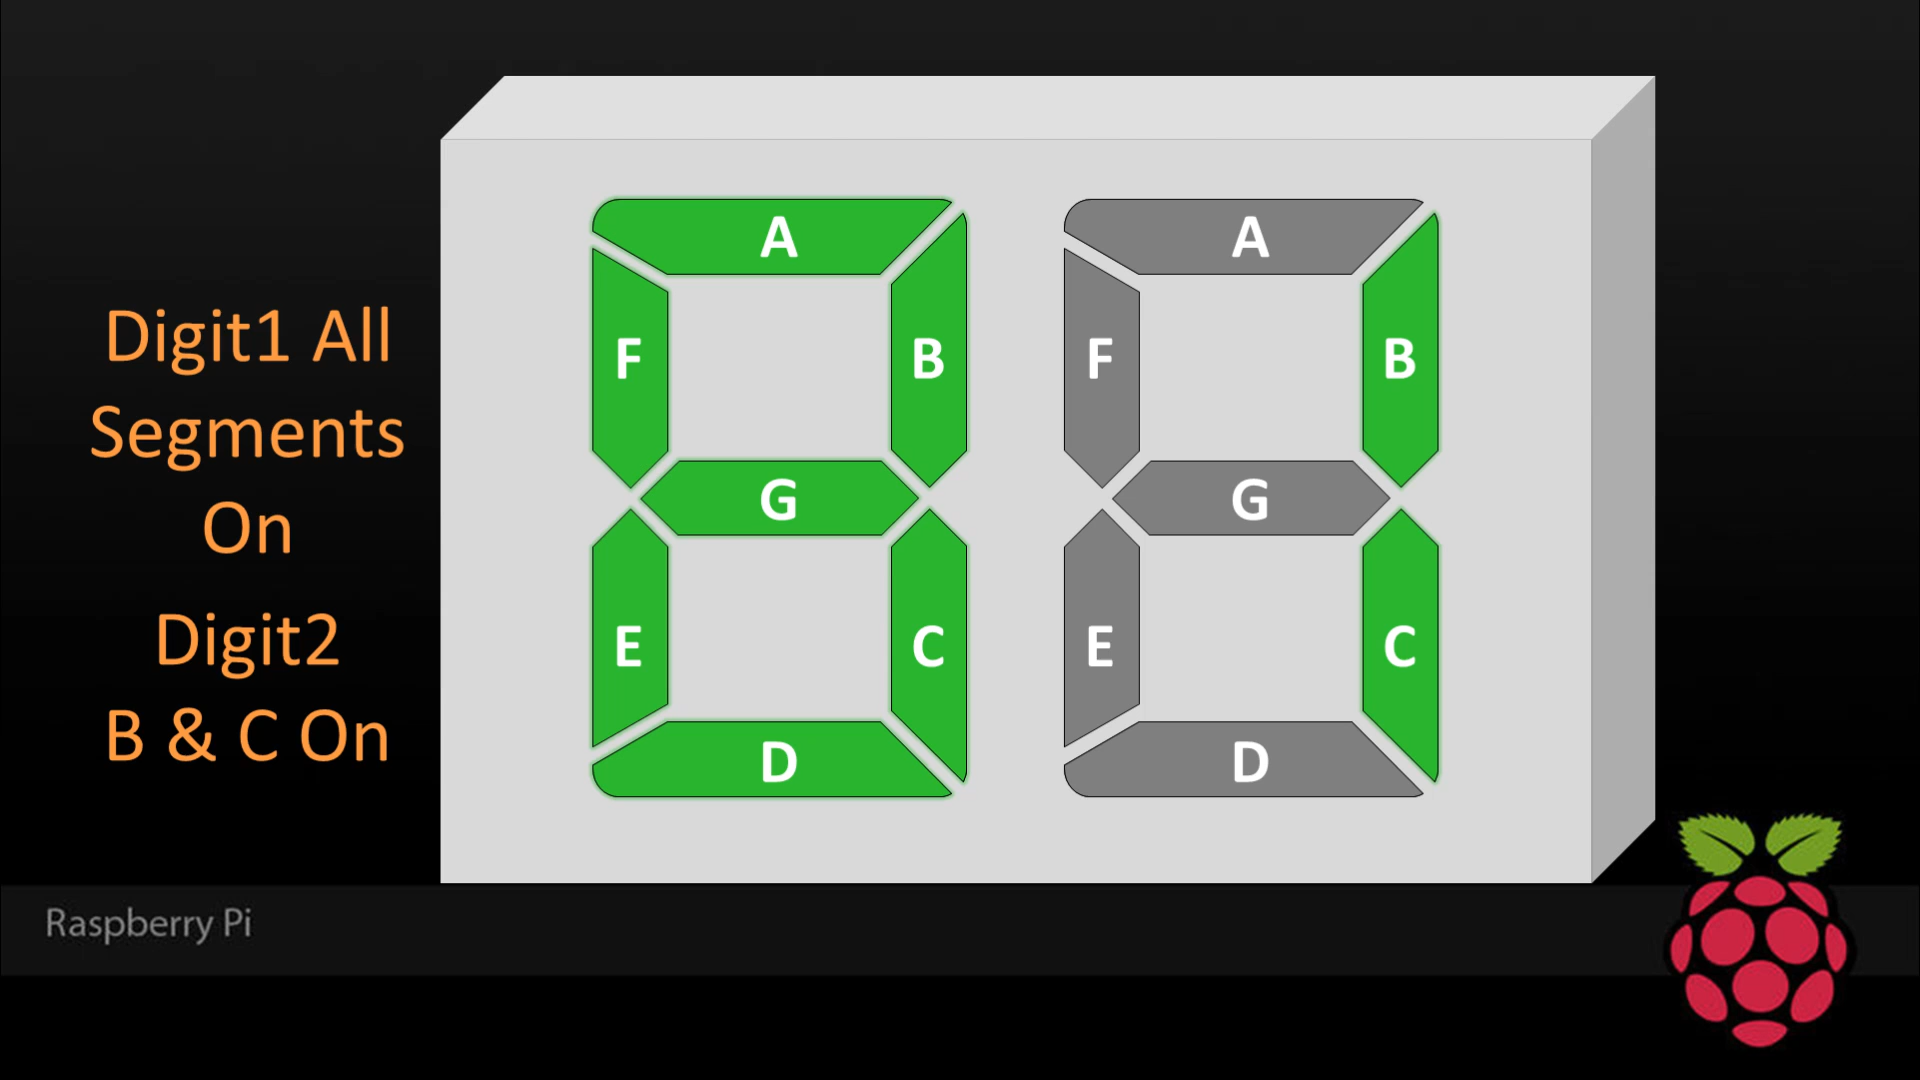 Digit1 All
Segments
On
Digit2
B & C On
A
F
B
G
E
C
D
A
F
B
G
E
C
D
Raspberry Pi